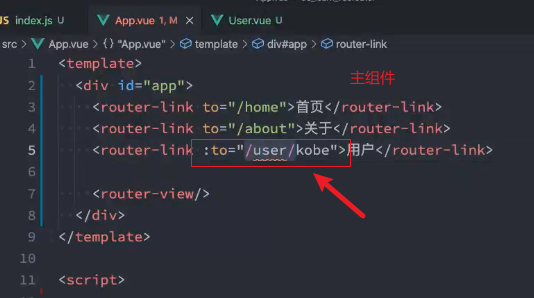 index.js App.vue 1, M × User.vue
src > App.vue > {} "App.vue" > template > div#app > router-link
1 <template>
2 <div id="app">
主组件
3 <router-link to="/home">首页</router-link>
4 <router-link to="/about">关于</router-link>
5 <router-link :to="/user/kobe">用户</router-link>
6
7 <router-view/>
8 </div>
9 </template>
10
11 <script>